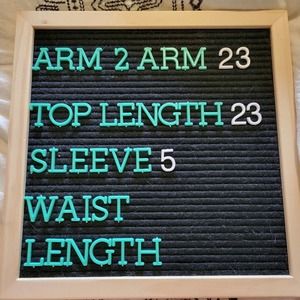 ARM 2 ARM 23
TOP LENGTH 23
SLEEVE 5
WAIST
LENGTH